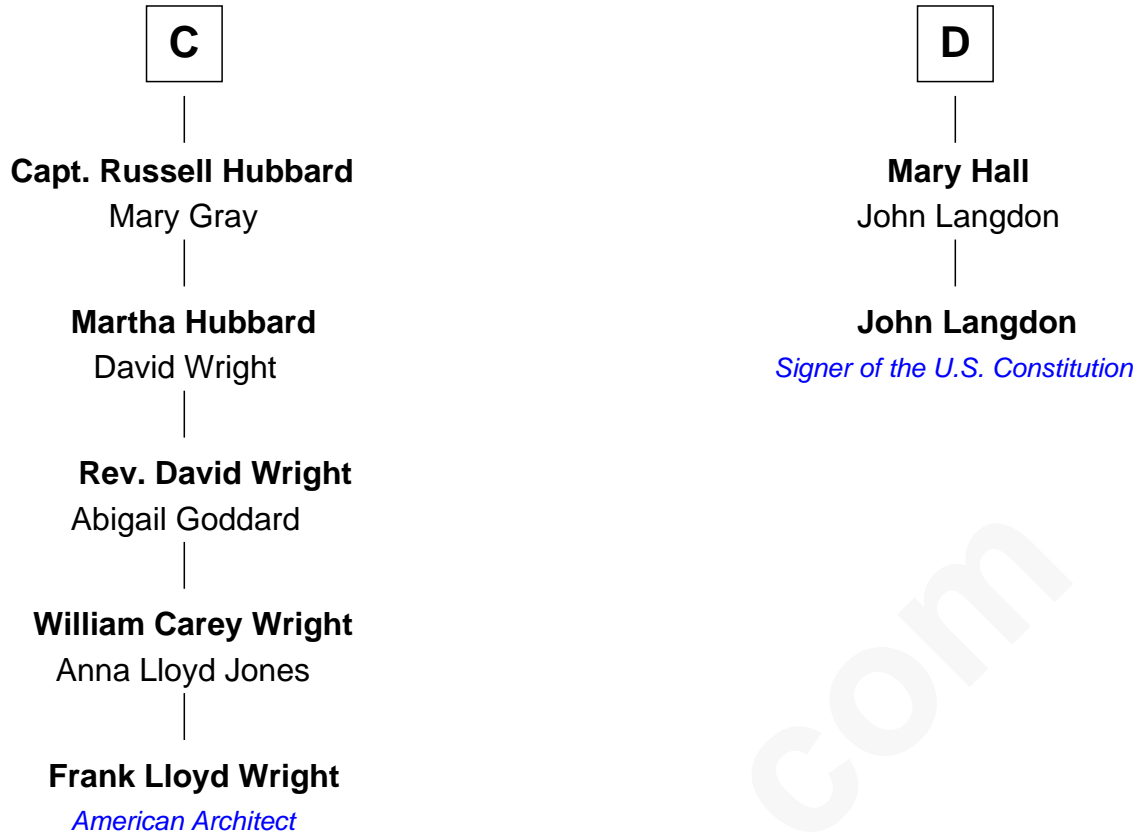 C
Capt. Russell Hubbard
Mary Gray
Martha Hubbard
David Wright
Rev. David Wright
Abigail Goddard
William Carey Wright
Anna Lloyd Jones
Frank Lloyd Wright
American Architect
D
Mary Hall
John Langdon
John Langdon
Signer of the U.S. Constitution
com